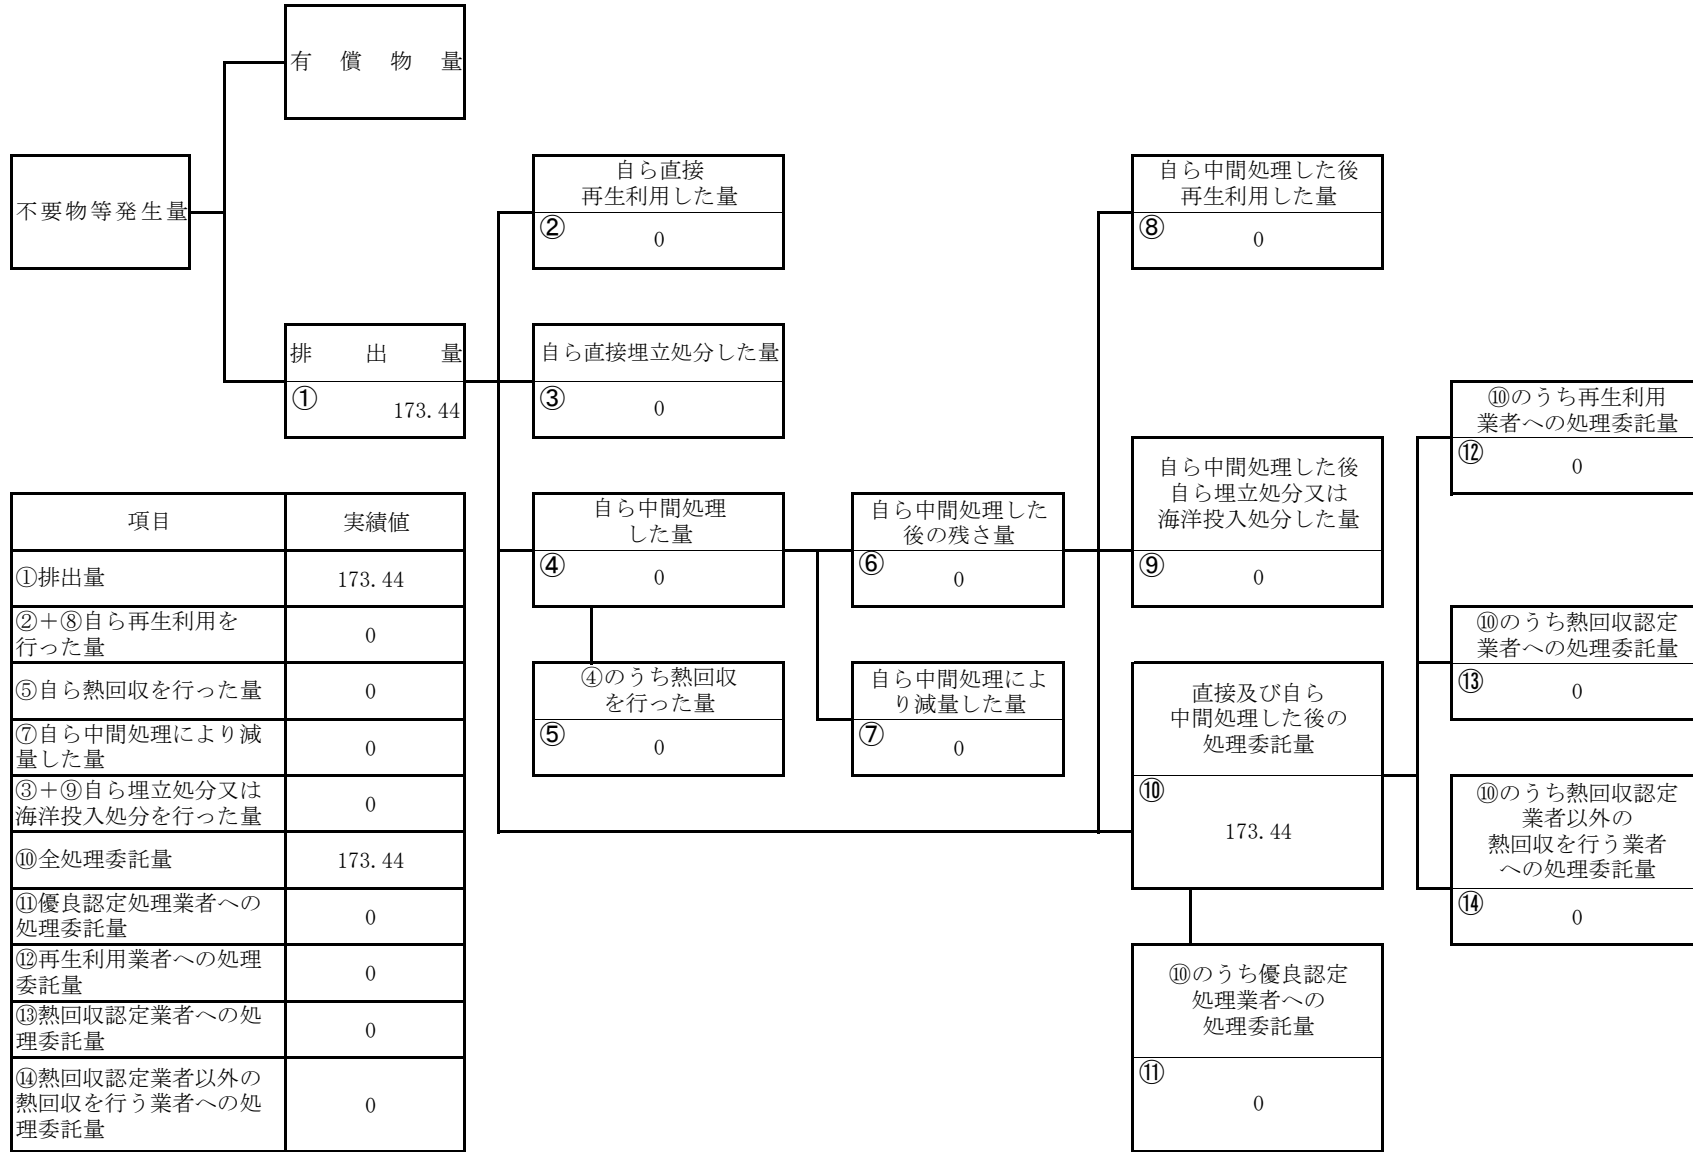 有償物量
不要物等発生量
排出量
①
173.44
自ら直接
再生利用した量
②
0
自ら直接埋立処分した量
③
0
自ら中間処理
した量
④
0
④のうち熱回収
を行った量
⑤
0
自ら中間処理した
後の残さ量
⑥
0
自ら中間処理によ
り減量した量
⑦
0
自ら中間処理した後
再生利用した量
⑧
0
自ら中間処理した後
自ら埋立処分又は
海洋投入処分した量
⑨
0
直接及び自ら
中間処理した後の
処理委託量
⑩
173.44
⑩のうち優良認定
処理業者への
処理委託量
⑪
0
⑩のうち再生利用
業者への処理委託量
⑫
0
⑩のうち熱回収認定
業者への処理委託量
⑬
0
⑩のうち熱回収認定
業者以外の
熱回収を行う業者
への処理委託量
⑭
0
項目 実績値
①排出量 173.44
②＋⑧自ら再生利用を
行った量 0
⑤自ら熱回収を行った量 0
⑦自ら中間処理により減
量した量 0
③＋⑨自ら埋立処分又は
海洋投入処分を行った量 0
⑩全処理委託量 173.44
⑪優良認定処理業者への
処理委託量 0
⑫再生利用業者への処理
委託量 0
⑬熱回収認定業者への処
理委託量 0
⑭熱回収認定業者以外の
熱回収を行う業者への処
理委託量 0